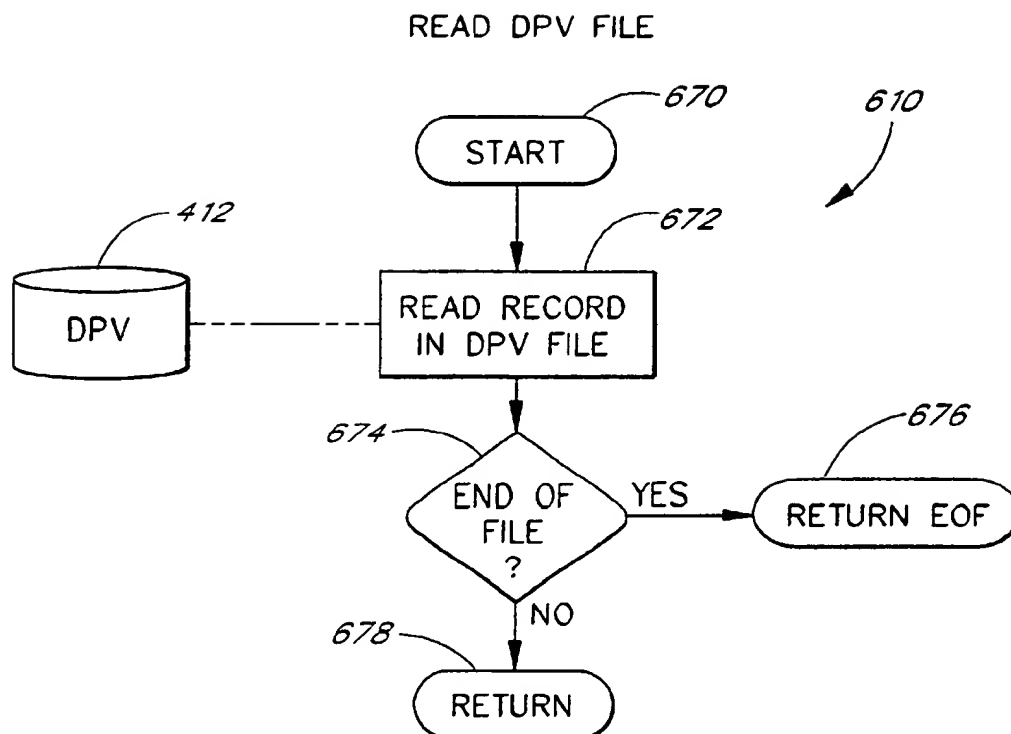 READ DPV FILE
670
610
START
412
672
DPV
READ RECORD
IN DPV FILE
674
676
END OF
FILE
?
YES
RETURN EOF
NO
678
RETURN